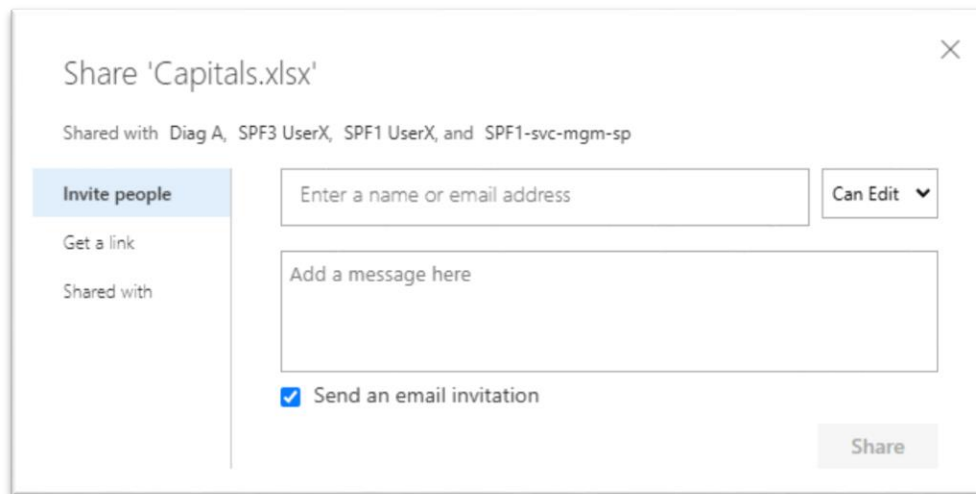 Share 'Capitals.xlsx'
Shared with Diag A, SPF3 UserX, SPF1 UserX, and SPF1-svc-mgm-sp
Invite people
Get a link
Shared with
Enter a name or email address
Can Edit
Add a message here
Send an email invitation
Share